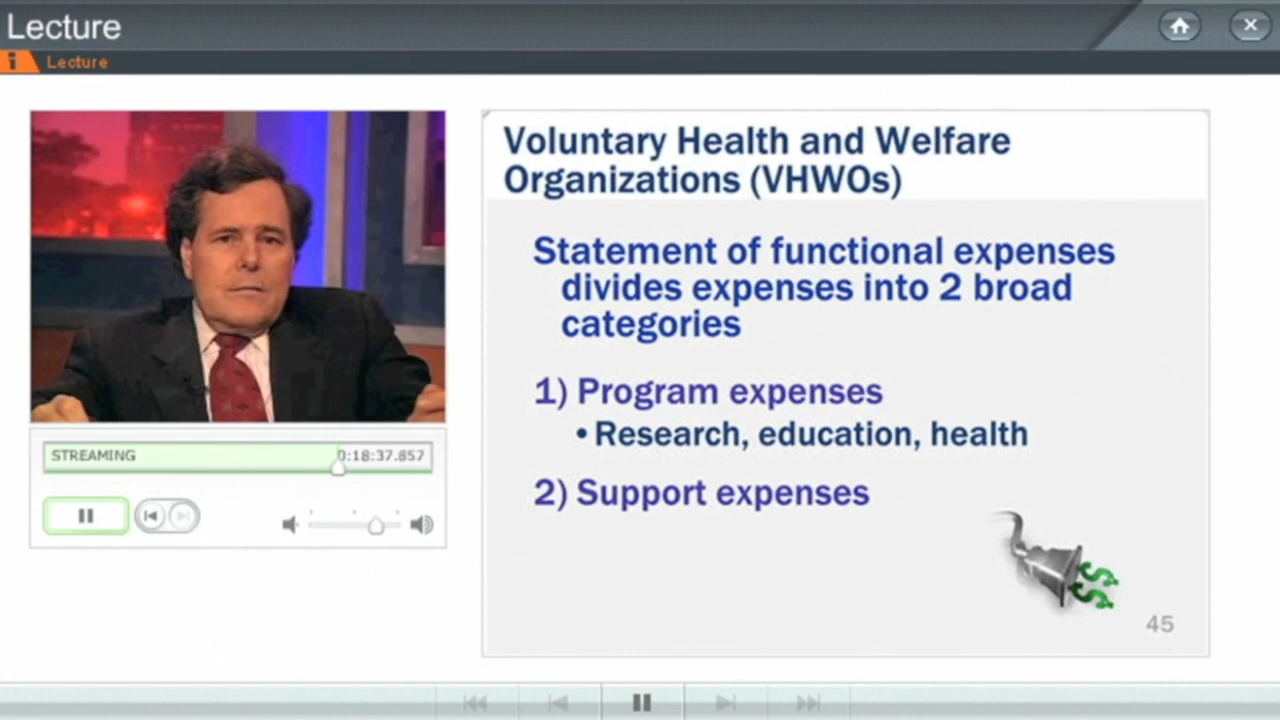 Lecture
i Lecture
Voluntary Health and Welfare
Organizations (VHWOs)
Statement of functional expenses
divides expenses into 2 broad
categories
1) Program expenses
• Research, education, health
2) Support expenses
$$
45
STREAMING 0:18:37.857